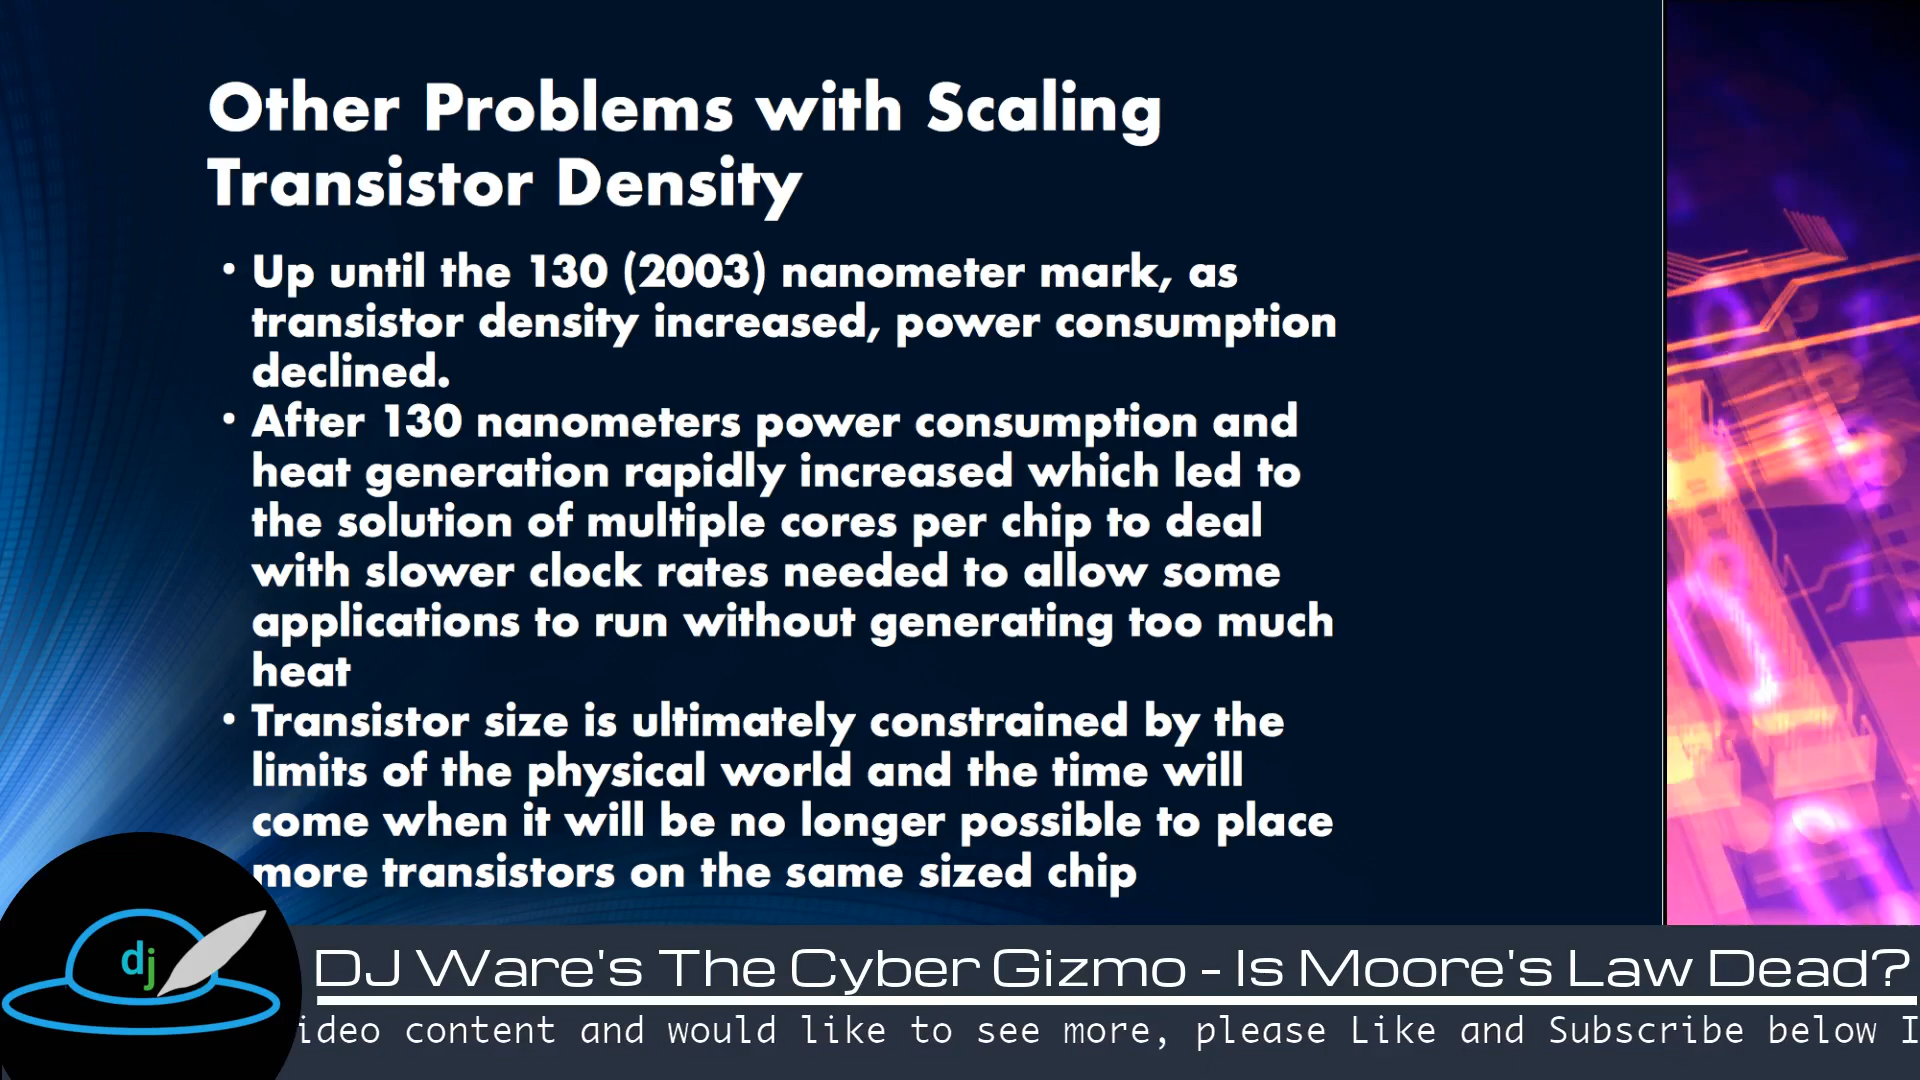 Other Problems with Scaling
Transistor Density
• Up until the 130 (2003) nanometer mark, as
transistor density increased, power consumption
declined.
• After 130 nanometers power consumption and
heat generation rapidly increased which led to
the solution of multiple cores per chip to deal
with slower clock rates needed to allow some
applications to run without generating too much
heat
• Transistor size is ultimately constrained by the
limits of the physical world and the time will
come when it will be no longer possible to place
more transistors on the same sized chip
dj
DJ Ware's The Cyber Gizmo - Is Moore's Law Dead?
ideo content and would like to see more, please Like and Subscribe below I